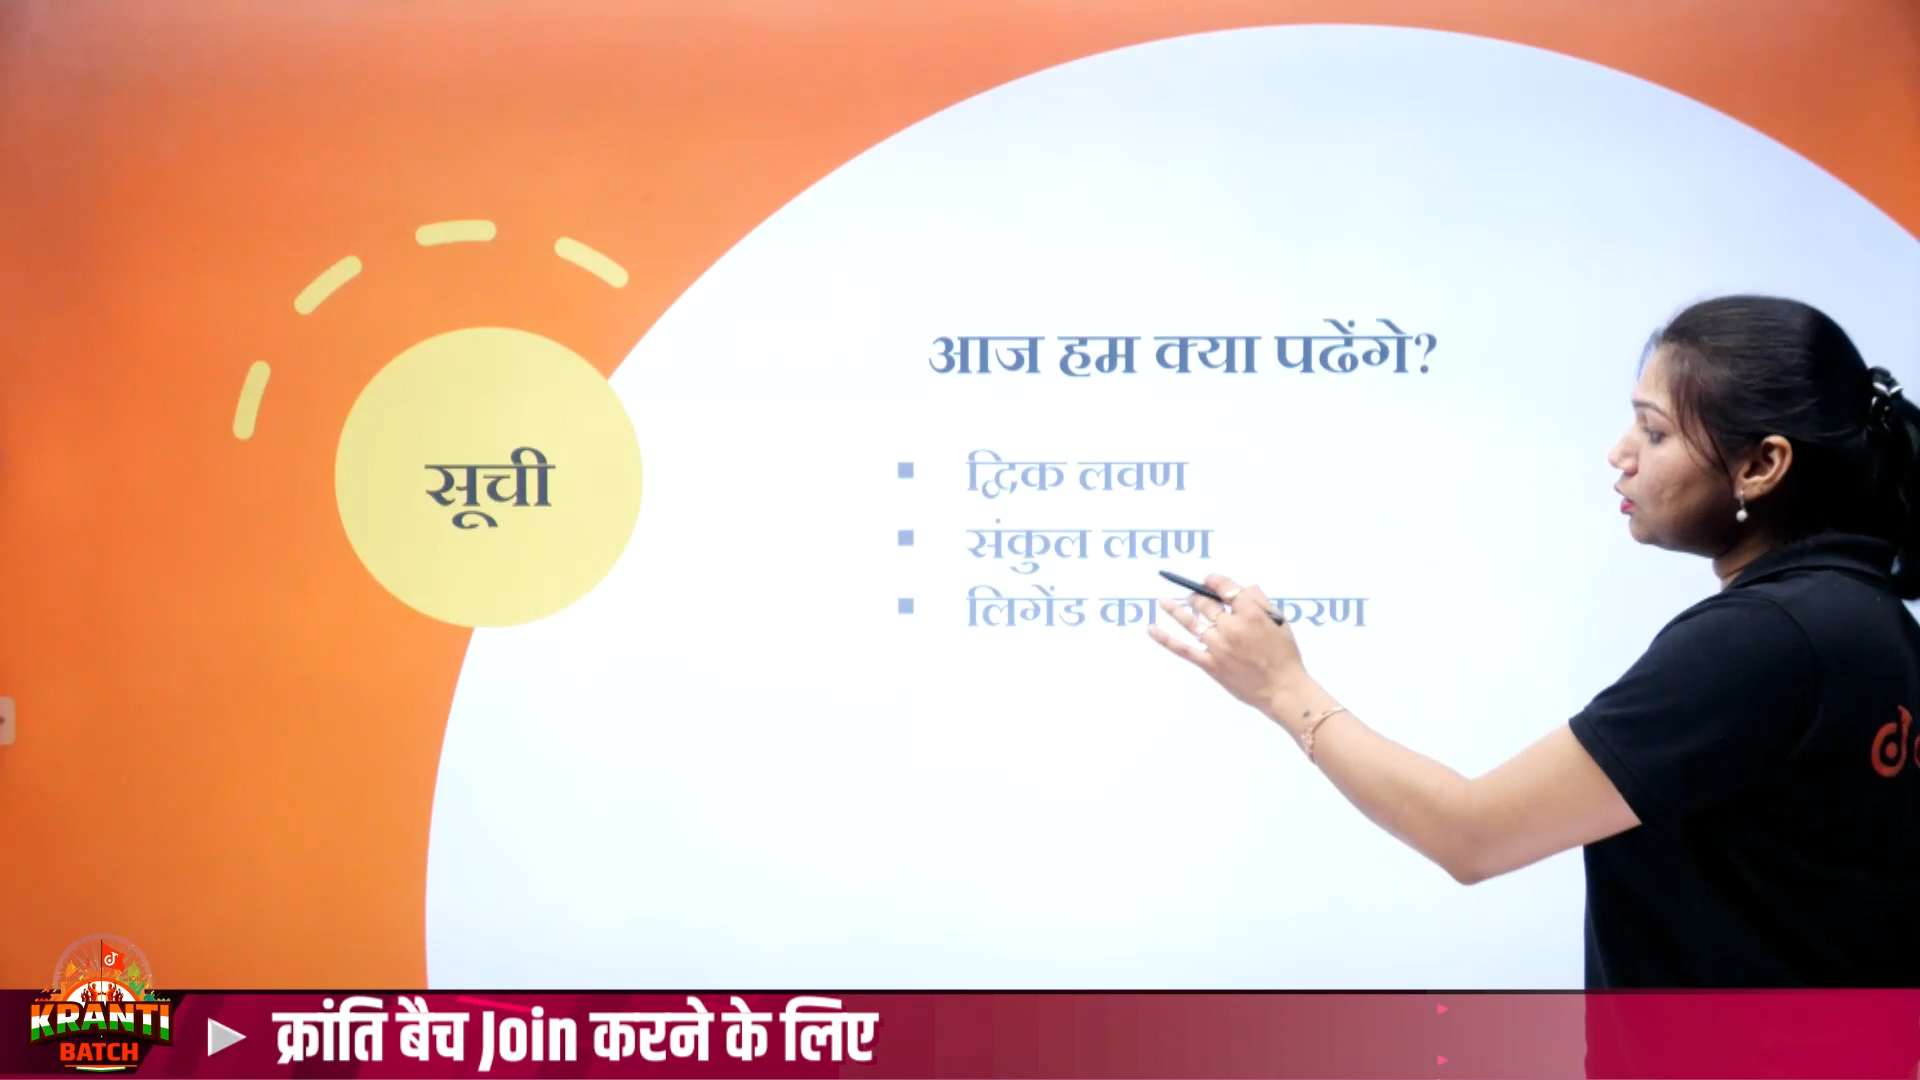 आज हम क्या पढेंगे?
सूची
द्विक लवण
संकुल लवण
लिगेंड का
KRANTI
BATCH
क्रांति बैच Join करने के लिए